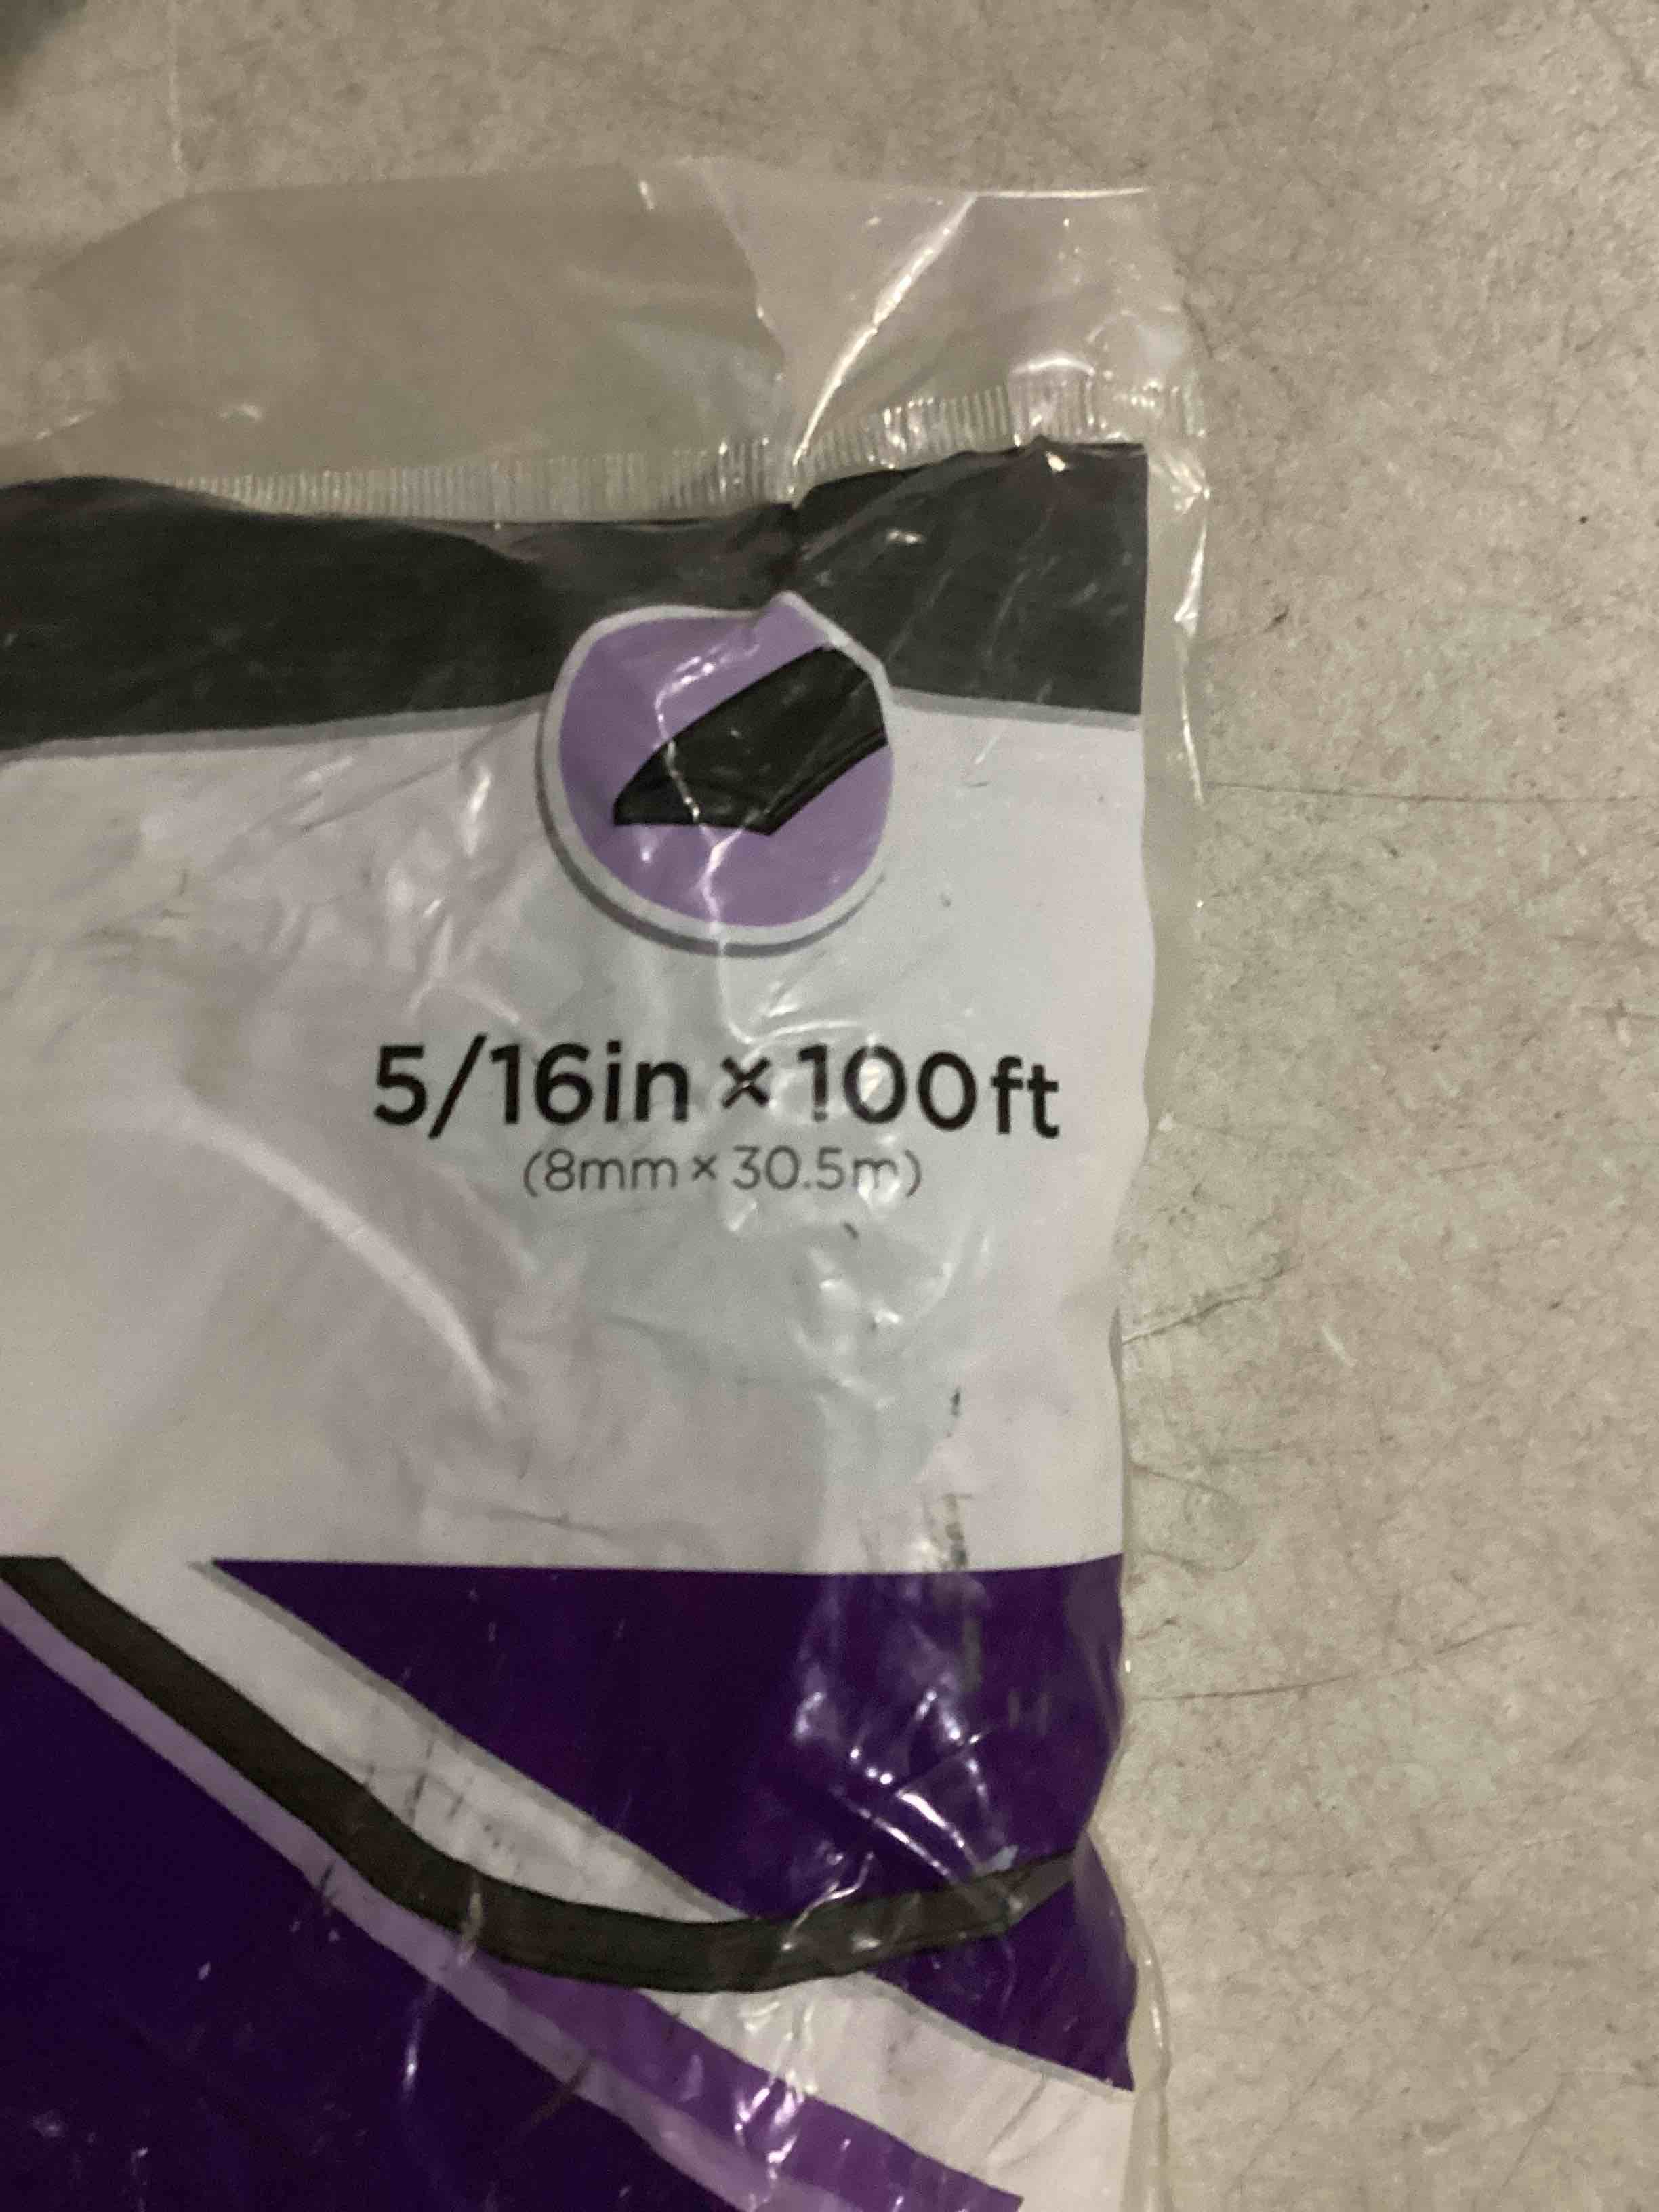 5/16in × 100ft
(8mm × 30.5m)